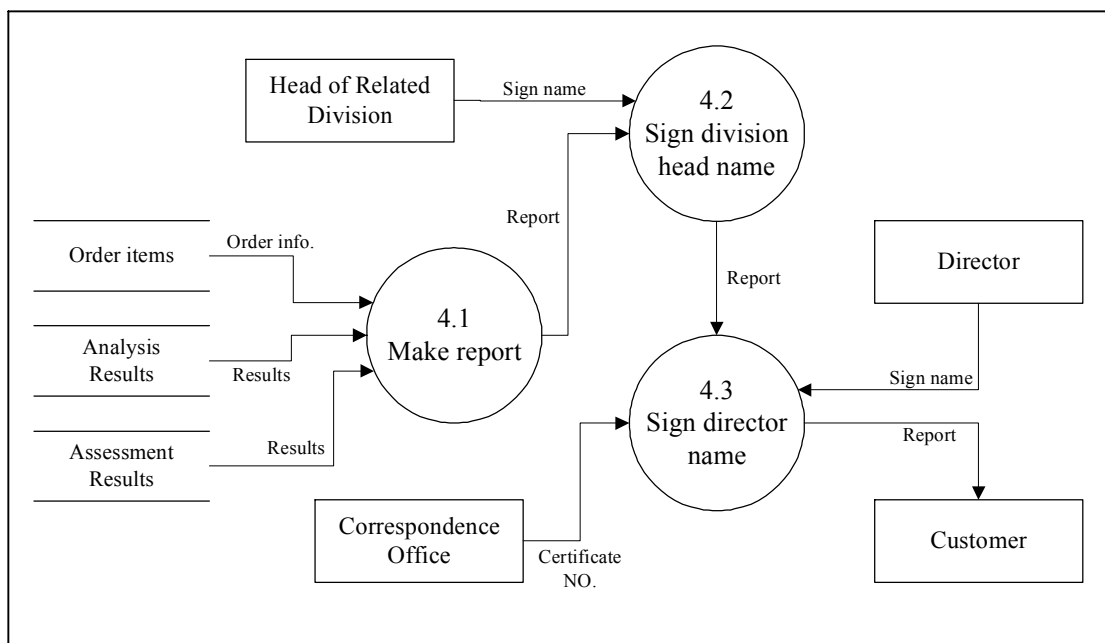 Head of Related
Division
Sign name
4.2
Sign division
head name
Report
Order items
Order info.
Director
Report
4.1
Make report
Analysis
Results
Results
Sign name
4.3
Sign director
name
Report
Assessment
Results
Results
Correspondence
Office
Certificate
NO.
Customer